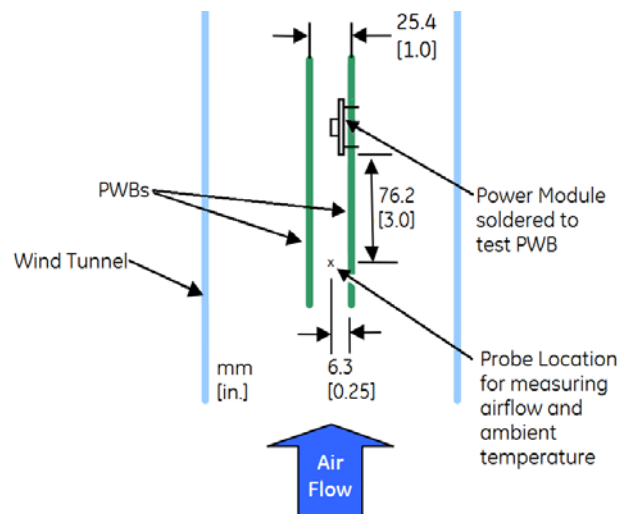 25.4
[1.0]
PWBs
76.2
[3.0]
Power Module
soldered to
test PWB
Wind Tunnel
x
mm
[in.]
6.3
[0.25]
Probe Location
for measuring
airflow and
ambient
temperature
Air
Flow